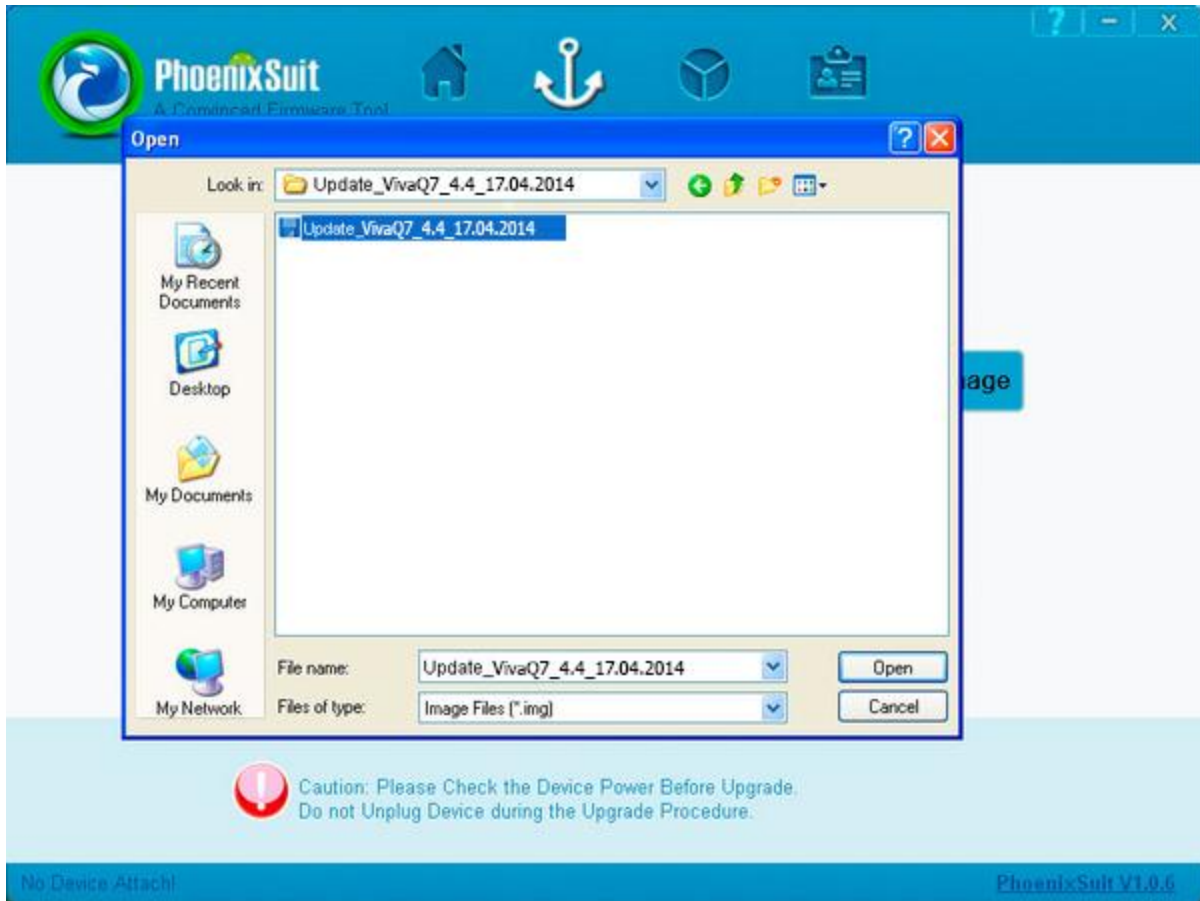 ? - x
PhoenixSuit
A Convinced Firmware Tool
Open
Look in: Update_VivaQ7_4.4_17.04.2014
Update_VivaQ7_4.4_17.04.2014
My Recent
Documents
Desktop
My Documents
My Computer
My Network
age
File name: Update_VivaQ7_4.4_17.04.2014 Open
Files of type: Image Files (*.img) Cancel
Caution: Please Check the Device Power Before Upgrade.
Do not Unplug Device during the Upgrade Procedure.
No Device Attach! PhoenixSuit V1.0.6